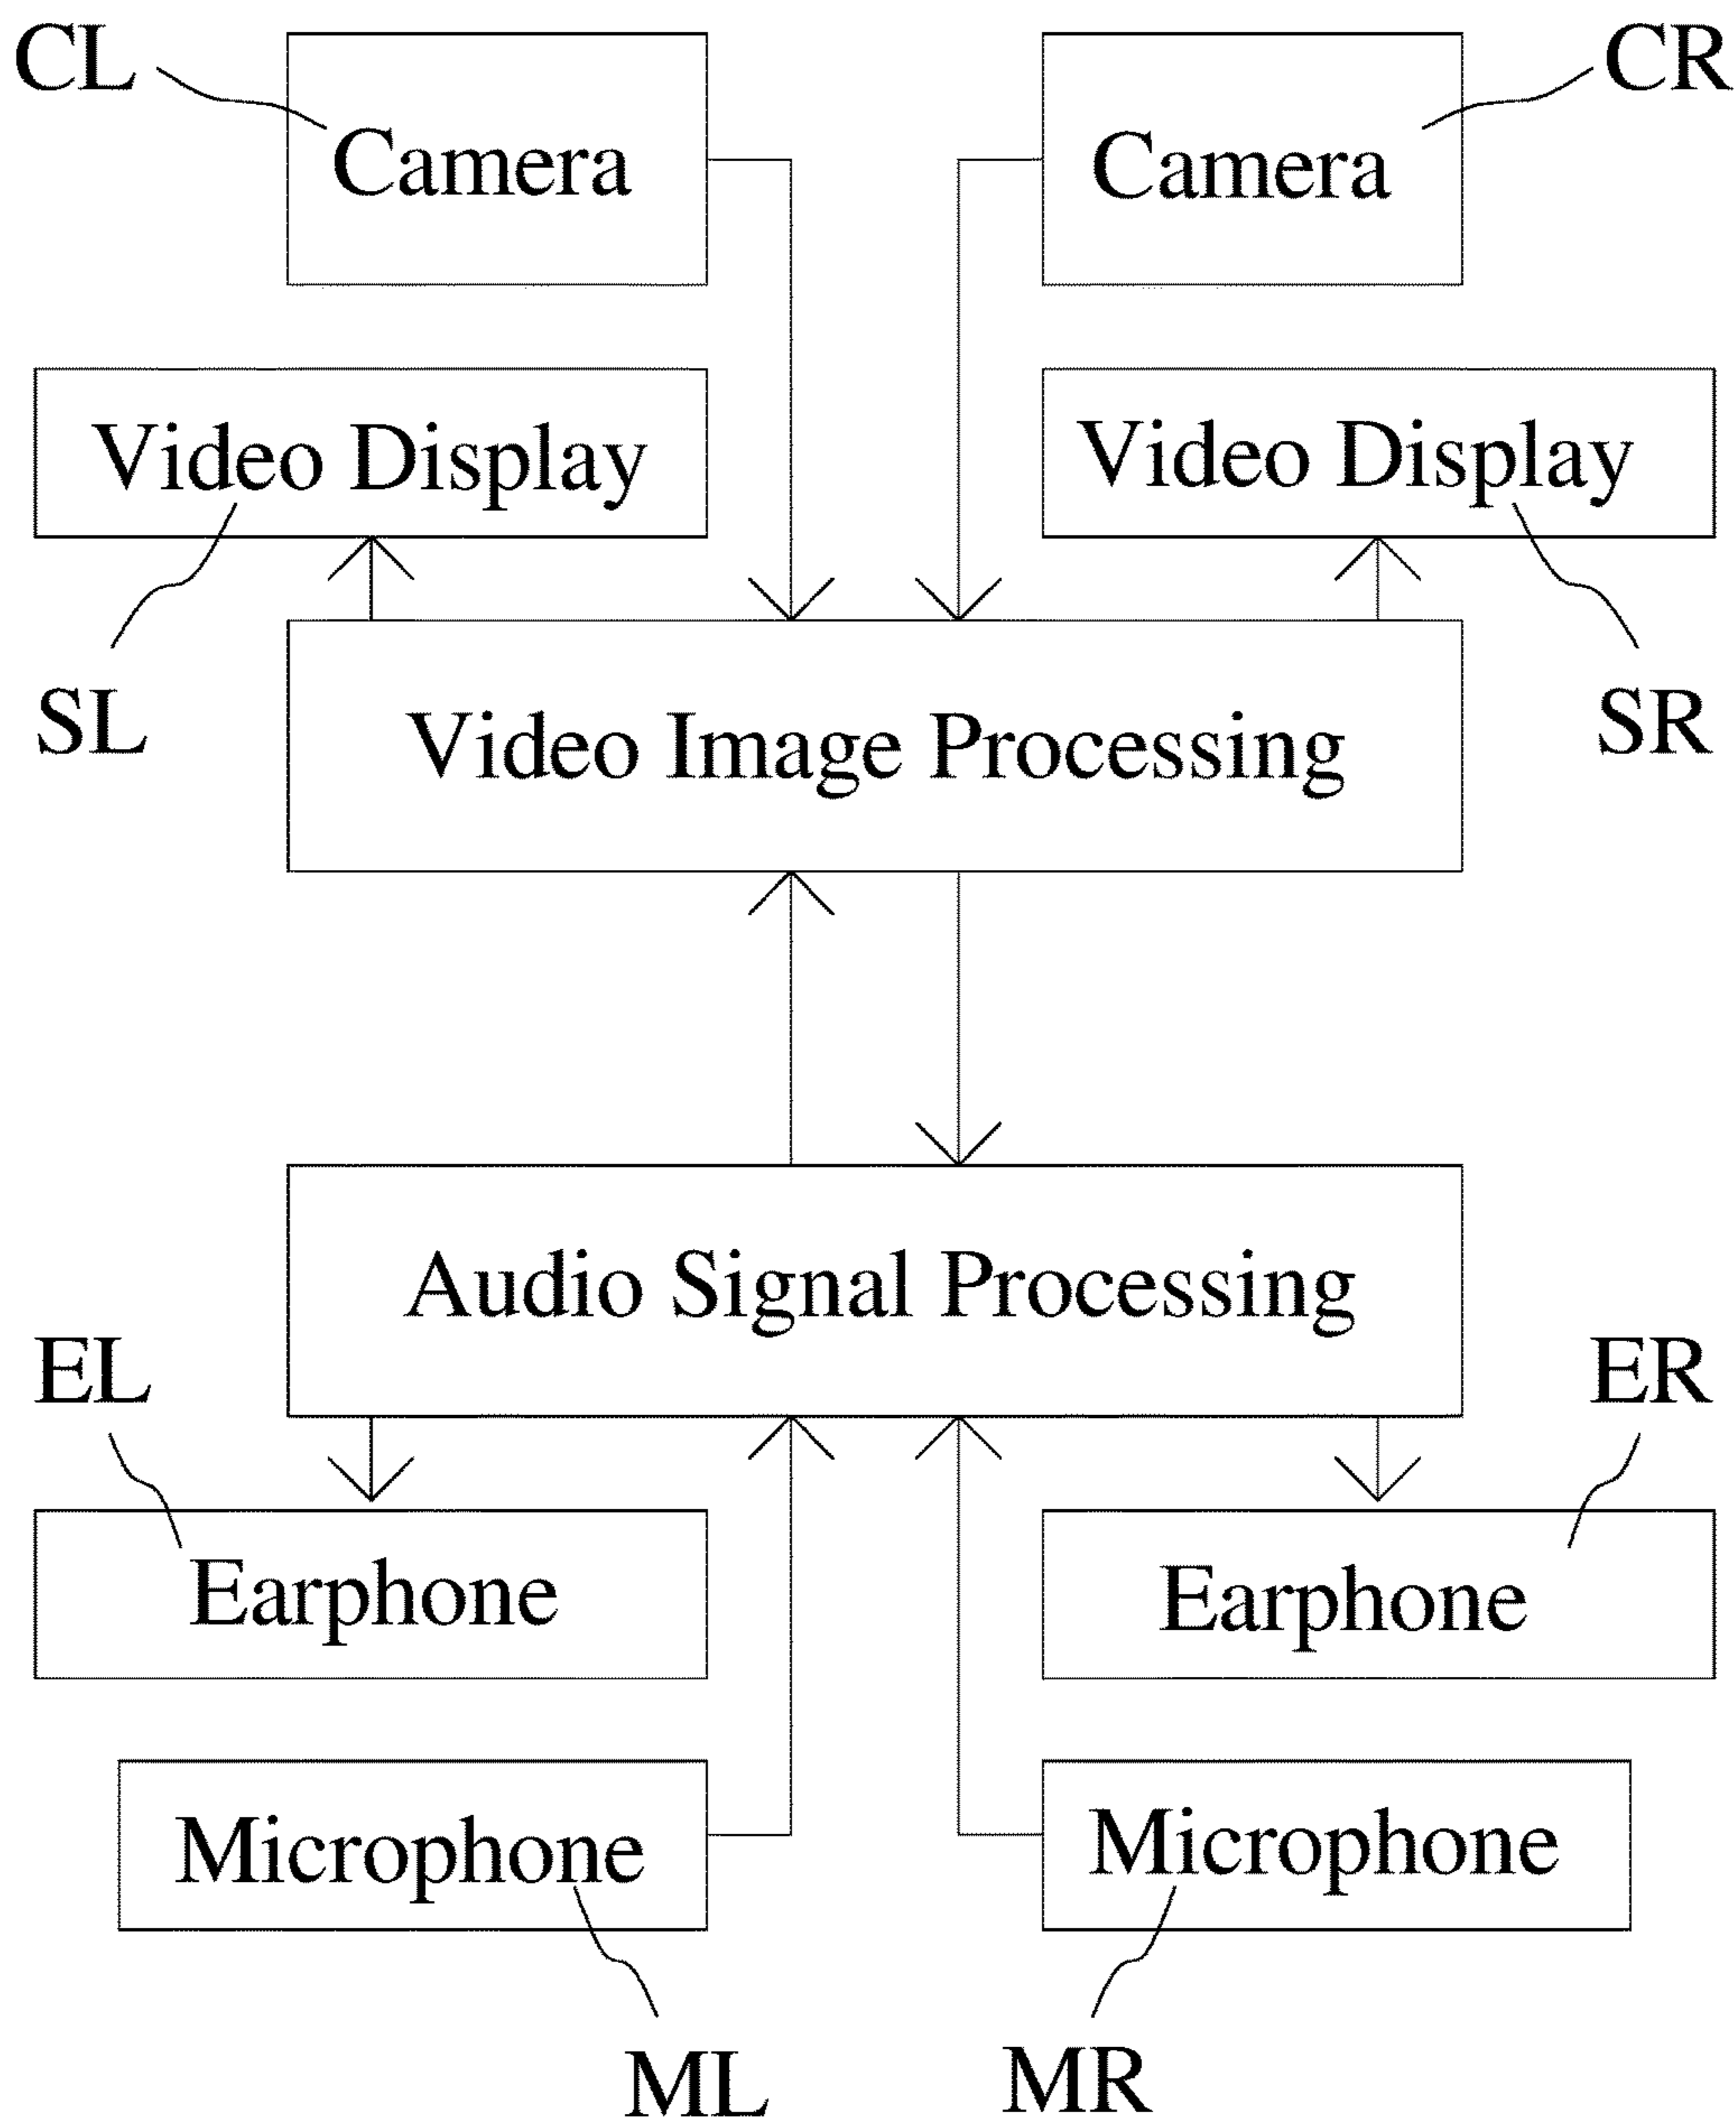 CL
CR
Camera
Camera
Video Display
Video Display
SL
SR
Video Image Processing
Audio Signal Processing
EL
ER
Earphone
Earphone
Microphone
Microphone
ML
MR